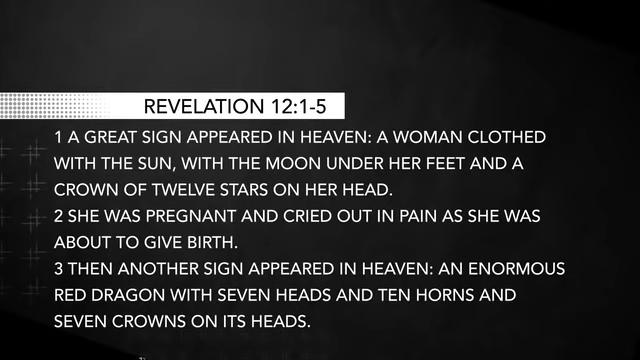 REVELATION 12:1-5
1 A GREAT SIGN APPEARED IN HEAVEN: A WOMAN CLOTHED
WITH THE SUN, WITH THE MOON UNDER HER FEET AND A
CROWN OF TWELVE STARS ON HER HEAD.
2 SHE WAS PREGNANT AND CRIED OUT IN PAIN AS SHE WAS
ABOUT TO GIVE BIRTH.
3 THEN ANOTHER SIGN APPEARED IN HEAVEN: AN ENORMOUS
RED DRAGON WITH SEVEN HEADS AND TEN HORNS AND
SEVEN CROWNS ON ITS HEADS.